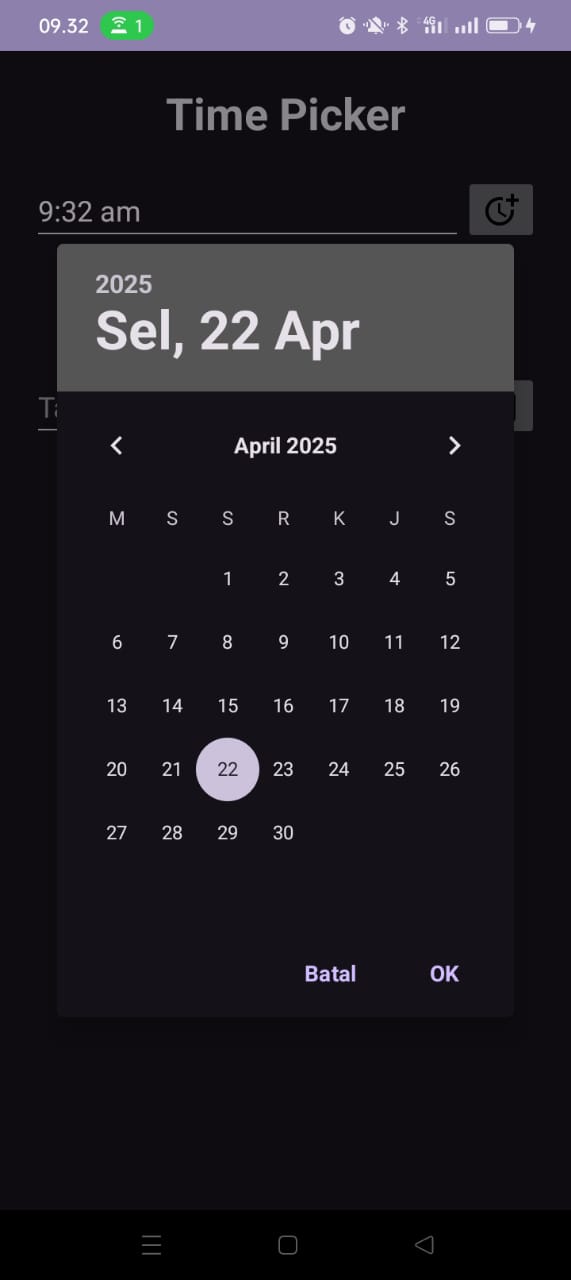 09.32 1 4G
Time Picker
9:32 am
2025
Sel, 22 Apr
April 2025
M S S R K J S
1 2 3 4 5
6 7 8 9 10 11 12
13 14 15 16 17 18 19
20 21 22 23 24 25 26
27 28 29 30
Batal OK